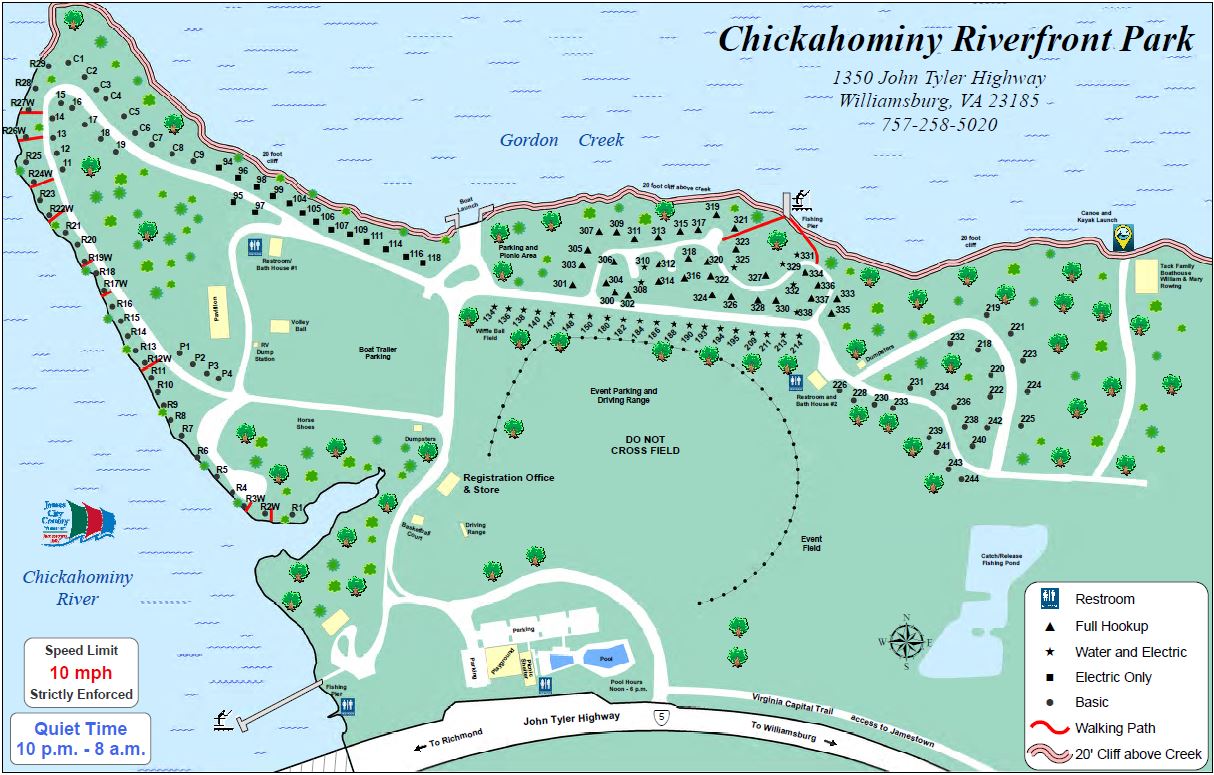 Chickahominy Riverfront Park
1350 John Tyler Highway
Williamsburg, VA 23185
757-258-5020
Gordon Creek
R29
C1
C2
R28
C3
C4
15
16
R27W
14
C5
17
R26W
13
18
C6
C7
12
19
C8
C9
R25
11
20 foot
cliff
94
96
R24W
98
99
R23
95
97
104
105
R22W
106
107
109
R21
111
114
R20
116
118
R19W
R18
R17W
R16
R15
R14
R13
R12W
R11
R10
R9
R8
R7
R6
R5
R4
R3W
R2W
R1
P1
P2
P3
P4
Restroom/
Bath House #1
Pavilion
Volley
Ball
RV
Dump
Station
Boat Trailer
Parking
Horse
Shoes
Dumpsters
Boat
Launch
20 foot cliff above creek
Parking and
Picnic Area
Fishing
Pier
319
321
317
315
313
311
309
307
323
305
303
301
306
304
310
312
318
320
325
331
329
314
316
327
334
308
332
336
300
302
324
326
328
330
337
333
338
335
134
136
138
146
147
148
150
180
182
184
186
188
190
193
194
195
209
211
213
214
Wiffle Ball
Field
Event Parking and
Driving Range
DO NOT
CROSS FIELD
Restroom and
Bath House #2
Dumpsters
20 foot
cliff
Canoe and
Kayak Launch
Tack Family
Boathouse
William & Mary
Rowing
219
221
232
218
223
220
231
234
222
224
226
228
230
233
236
238
242
225
239
240
241
243
244
Registration Office
& Store
Basketball
Court
Driving
Range
Event
Field
Catch/Release
Fishing Pond
James
City
County
Chickahominy
River
Speed Limit
10 mph
Strictly Enforced
Quiet Time
10 p.m. - 8 a.m.
Fishing
Pier
Parking
Parking
Playground
Picnic
Shelter
Pool
Pool Hours
Noon - 6 p.m.
John Tyler Highway
5
To Richmond
To Williamsburg
Virginia Capital Trail
access to Jamestown
N
W E
S
Restroom
Full Hookup
Water and Electric
Electric Only
Basic
Walking Path
20' Cliff above Creek